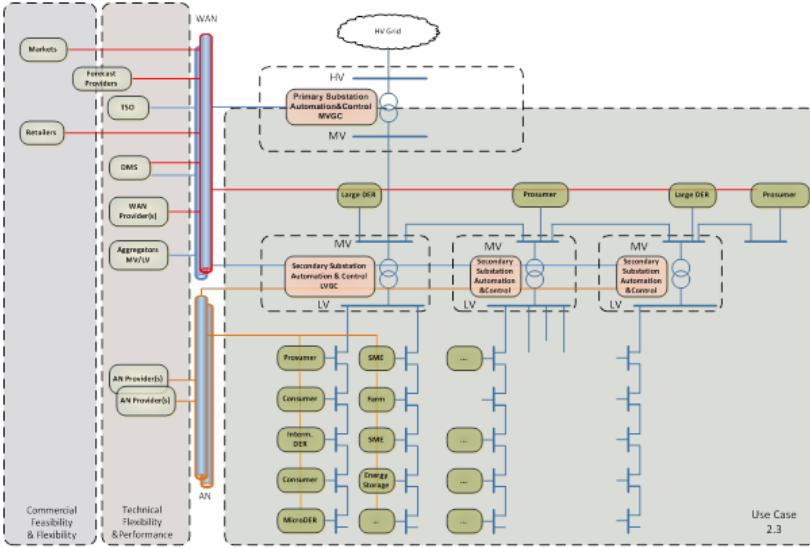 WAN
HV Grid
Markets
Forecast
Providers
TSO
Retailers
DMS
WAN
Provider(s)
Aggregators
MV/LV
HV
Primary Substation
Automation&Control
MVGC
MV
Large DER
Prosumer
Large DER
Prosumer
MV
Secondary Substation
Automation & Control
LVGC
LV
MV
Secondary
Substation
Automation
&Control
LV
MV
Secondary
Substation
Automation
&Control
LV
AN Provider(s)
AN Provider(s)
Prosumer
SME
...
Consumer
Farm
Interm.
DER
SME
...
Consumer
Energy
Storage
...
MicroDER
...
...
AN
Commercial
Feasibility
& Flexibility
Technical
Flexibility
&Performance
Use Case
2.3